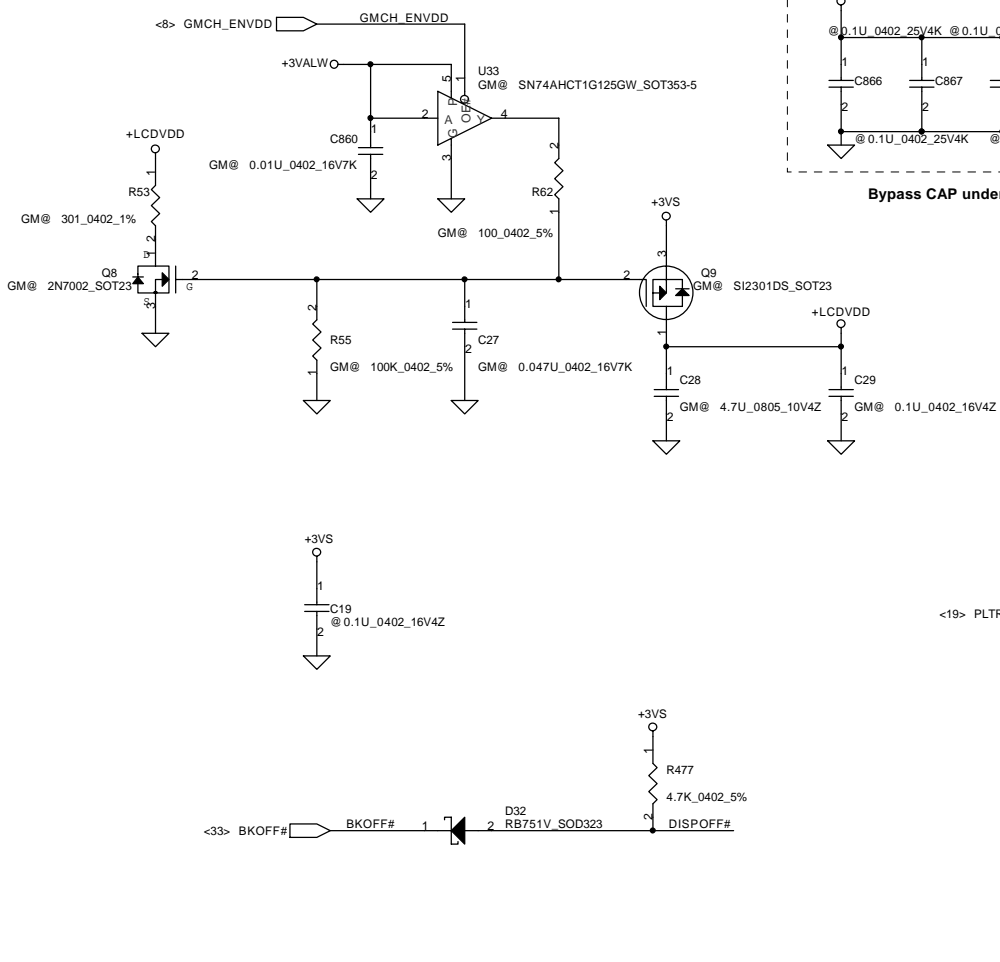 <8> GMCH_ENVDD
GMCH_ENVDD
+3VALW
5
1
U33
GM@ SN74AHCT1G125GW_SOT353-5
P
OE#
2
A
Y
4
G
3
1
C860
GM@ 0.01U_0402_16V7K
2
+LCDVDD
1
R53
GM@ 301_0402_1%
2
1
D
Q8
GM@ 2N7002_SOT23
2
G
S
3
2
R62
1
GM@ 100_0402_5%
2
R55
1
GM@ 100K_0402_5%
1
C27
2
GM@ 0.047U_0402_16V7K
+3VS
3
2
Q9
GM@ SI2301DS_SOT23
1
+LCDVDD
1
C28
GM@ 4.7U_0805_10V4Z
2
1
C29
GM@ 0.1U_0402_16V4Z
2
@0.1U_0402_25V4K @0.1U_0
1
C866
2
1
C867
2
@0.1U_0402_25V4K @
Bypass CAP unde
+3VS
1
C19
@0.1U_0402_16V4Z
2
<19> PLTR
+3VS
1
R477
4.7K_0402_5%
2
<33> BKOFF#
BKOFF#
1
D32
2
RB751V_SOD323
DISPOFF#